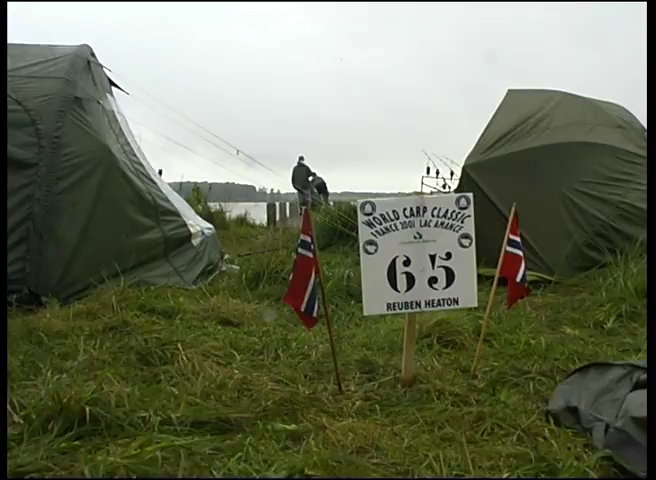 WORLD CARP CLASSIC
FRANCE 2001 LAC AMANCE
65
REUBEN HEATON